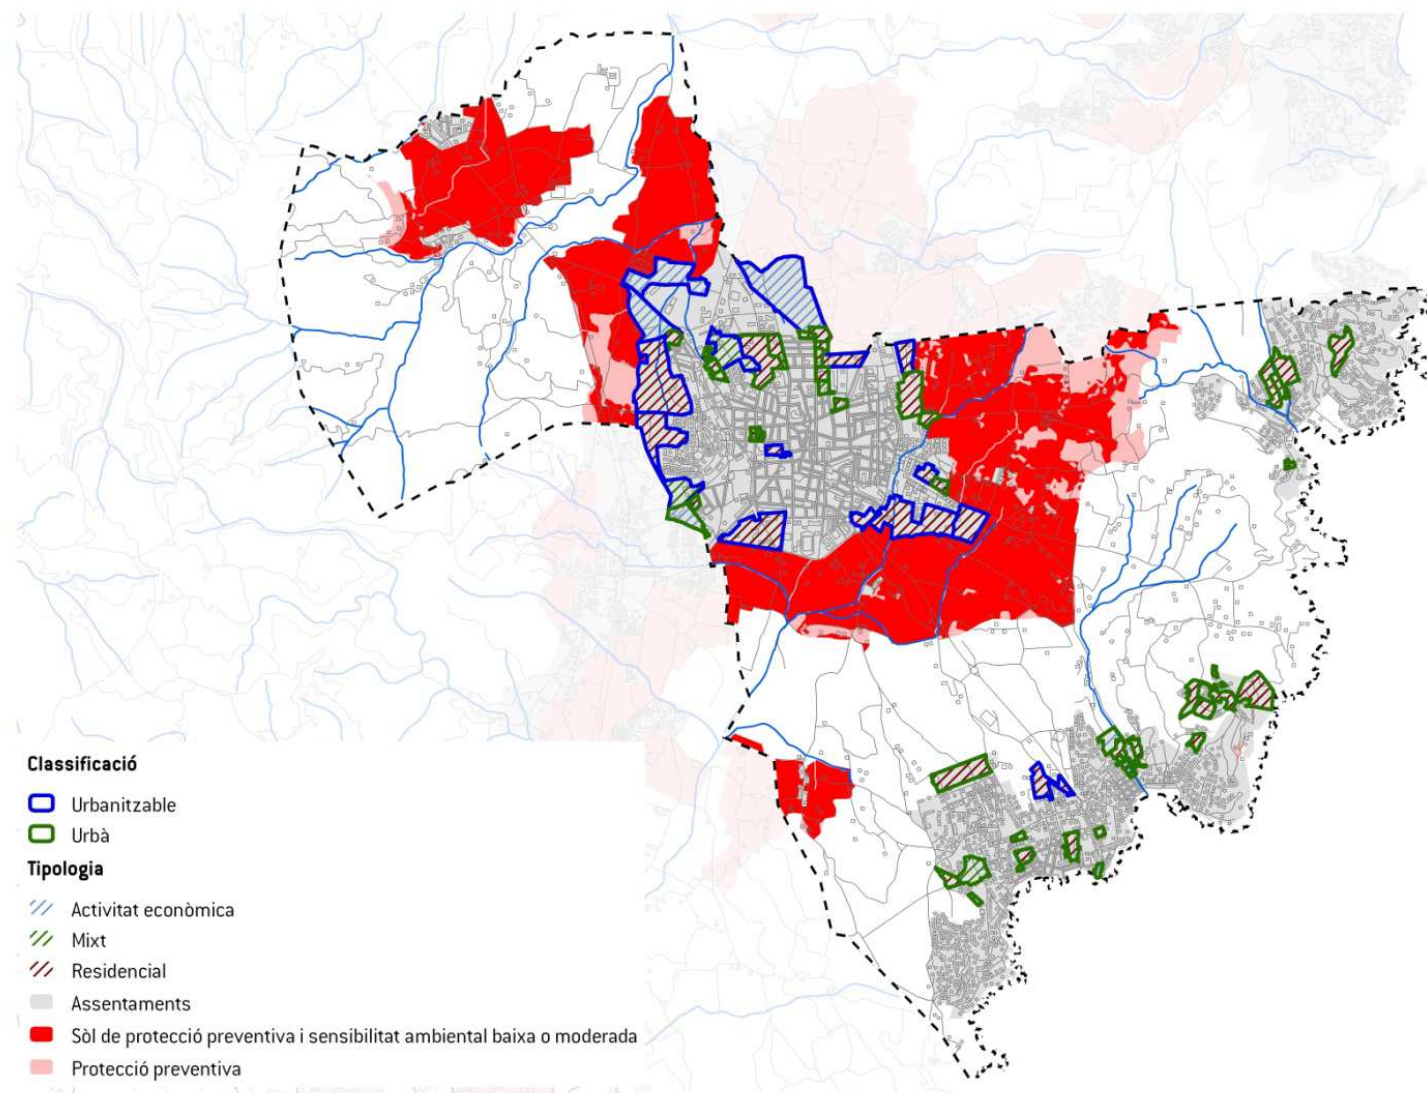 Classificació
Urbanitzable
Urbà
Tipologia
Activitat econòmica
Mixt
Residencial
Assentaments
Sòl de protecció preventiva i sensibilitat ambiental baixa o moderada
Protecció preventiva